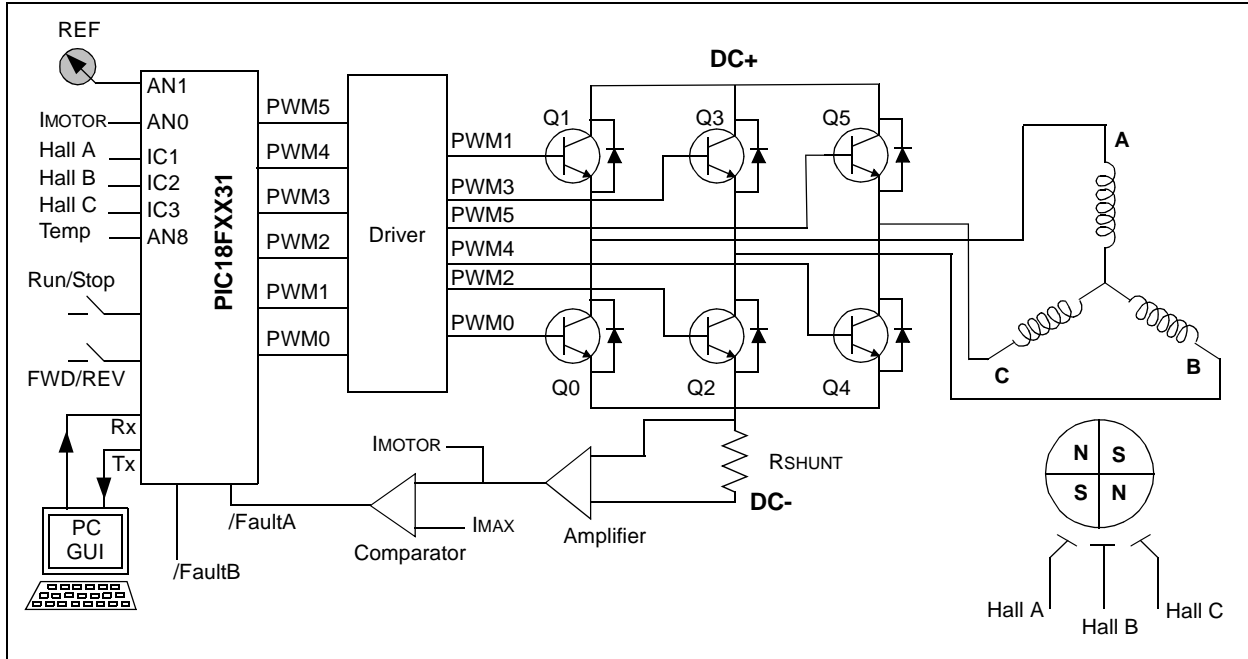 REF
AN1
IMOTOR
AN0
Hall A
IC1
Hall B
IC2
Hall C
IC3
Temp
AN8
Run/Stop
FWD/REV
Rx
Tx
PC
GUI
PIC18FXX31
/FaultA
/FaultB
PWM5
PWM4
PWM3
PWM2
PWM1
PWM0
Driver
PWM1
PWM3
PWM5
PWM4
PWM2
PWM0
DC+
Q1
Q3
Q5
Q0
Q2
Q4
IMOTOR
IMAX
Comparator
Amplifier
RSHUNT
DC-
A
C
B
N S
S N
Hall A
Hall B
Hall C